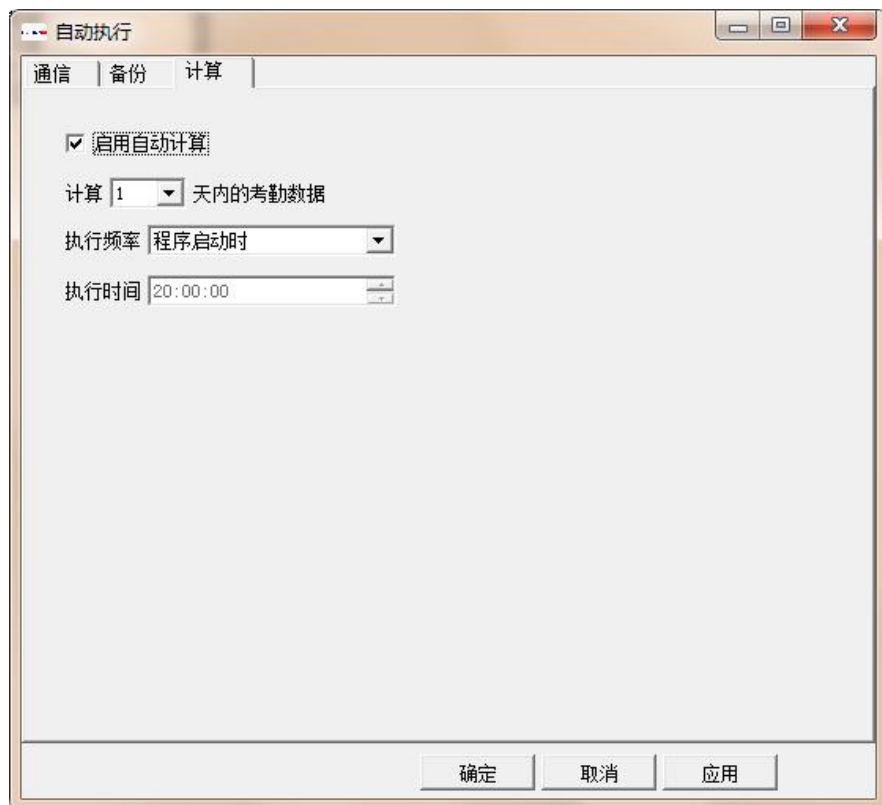 自动执行
通信 备份 计算
启用自动计算
计算 1 天内的考勤数据
执行频率 程序启动时
执行时间 20:00:00
确定 取消 应用